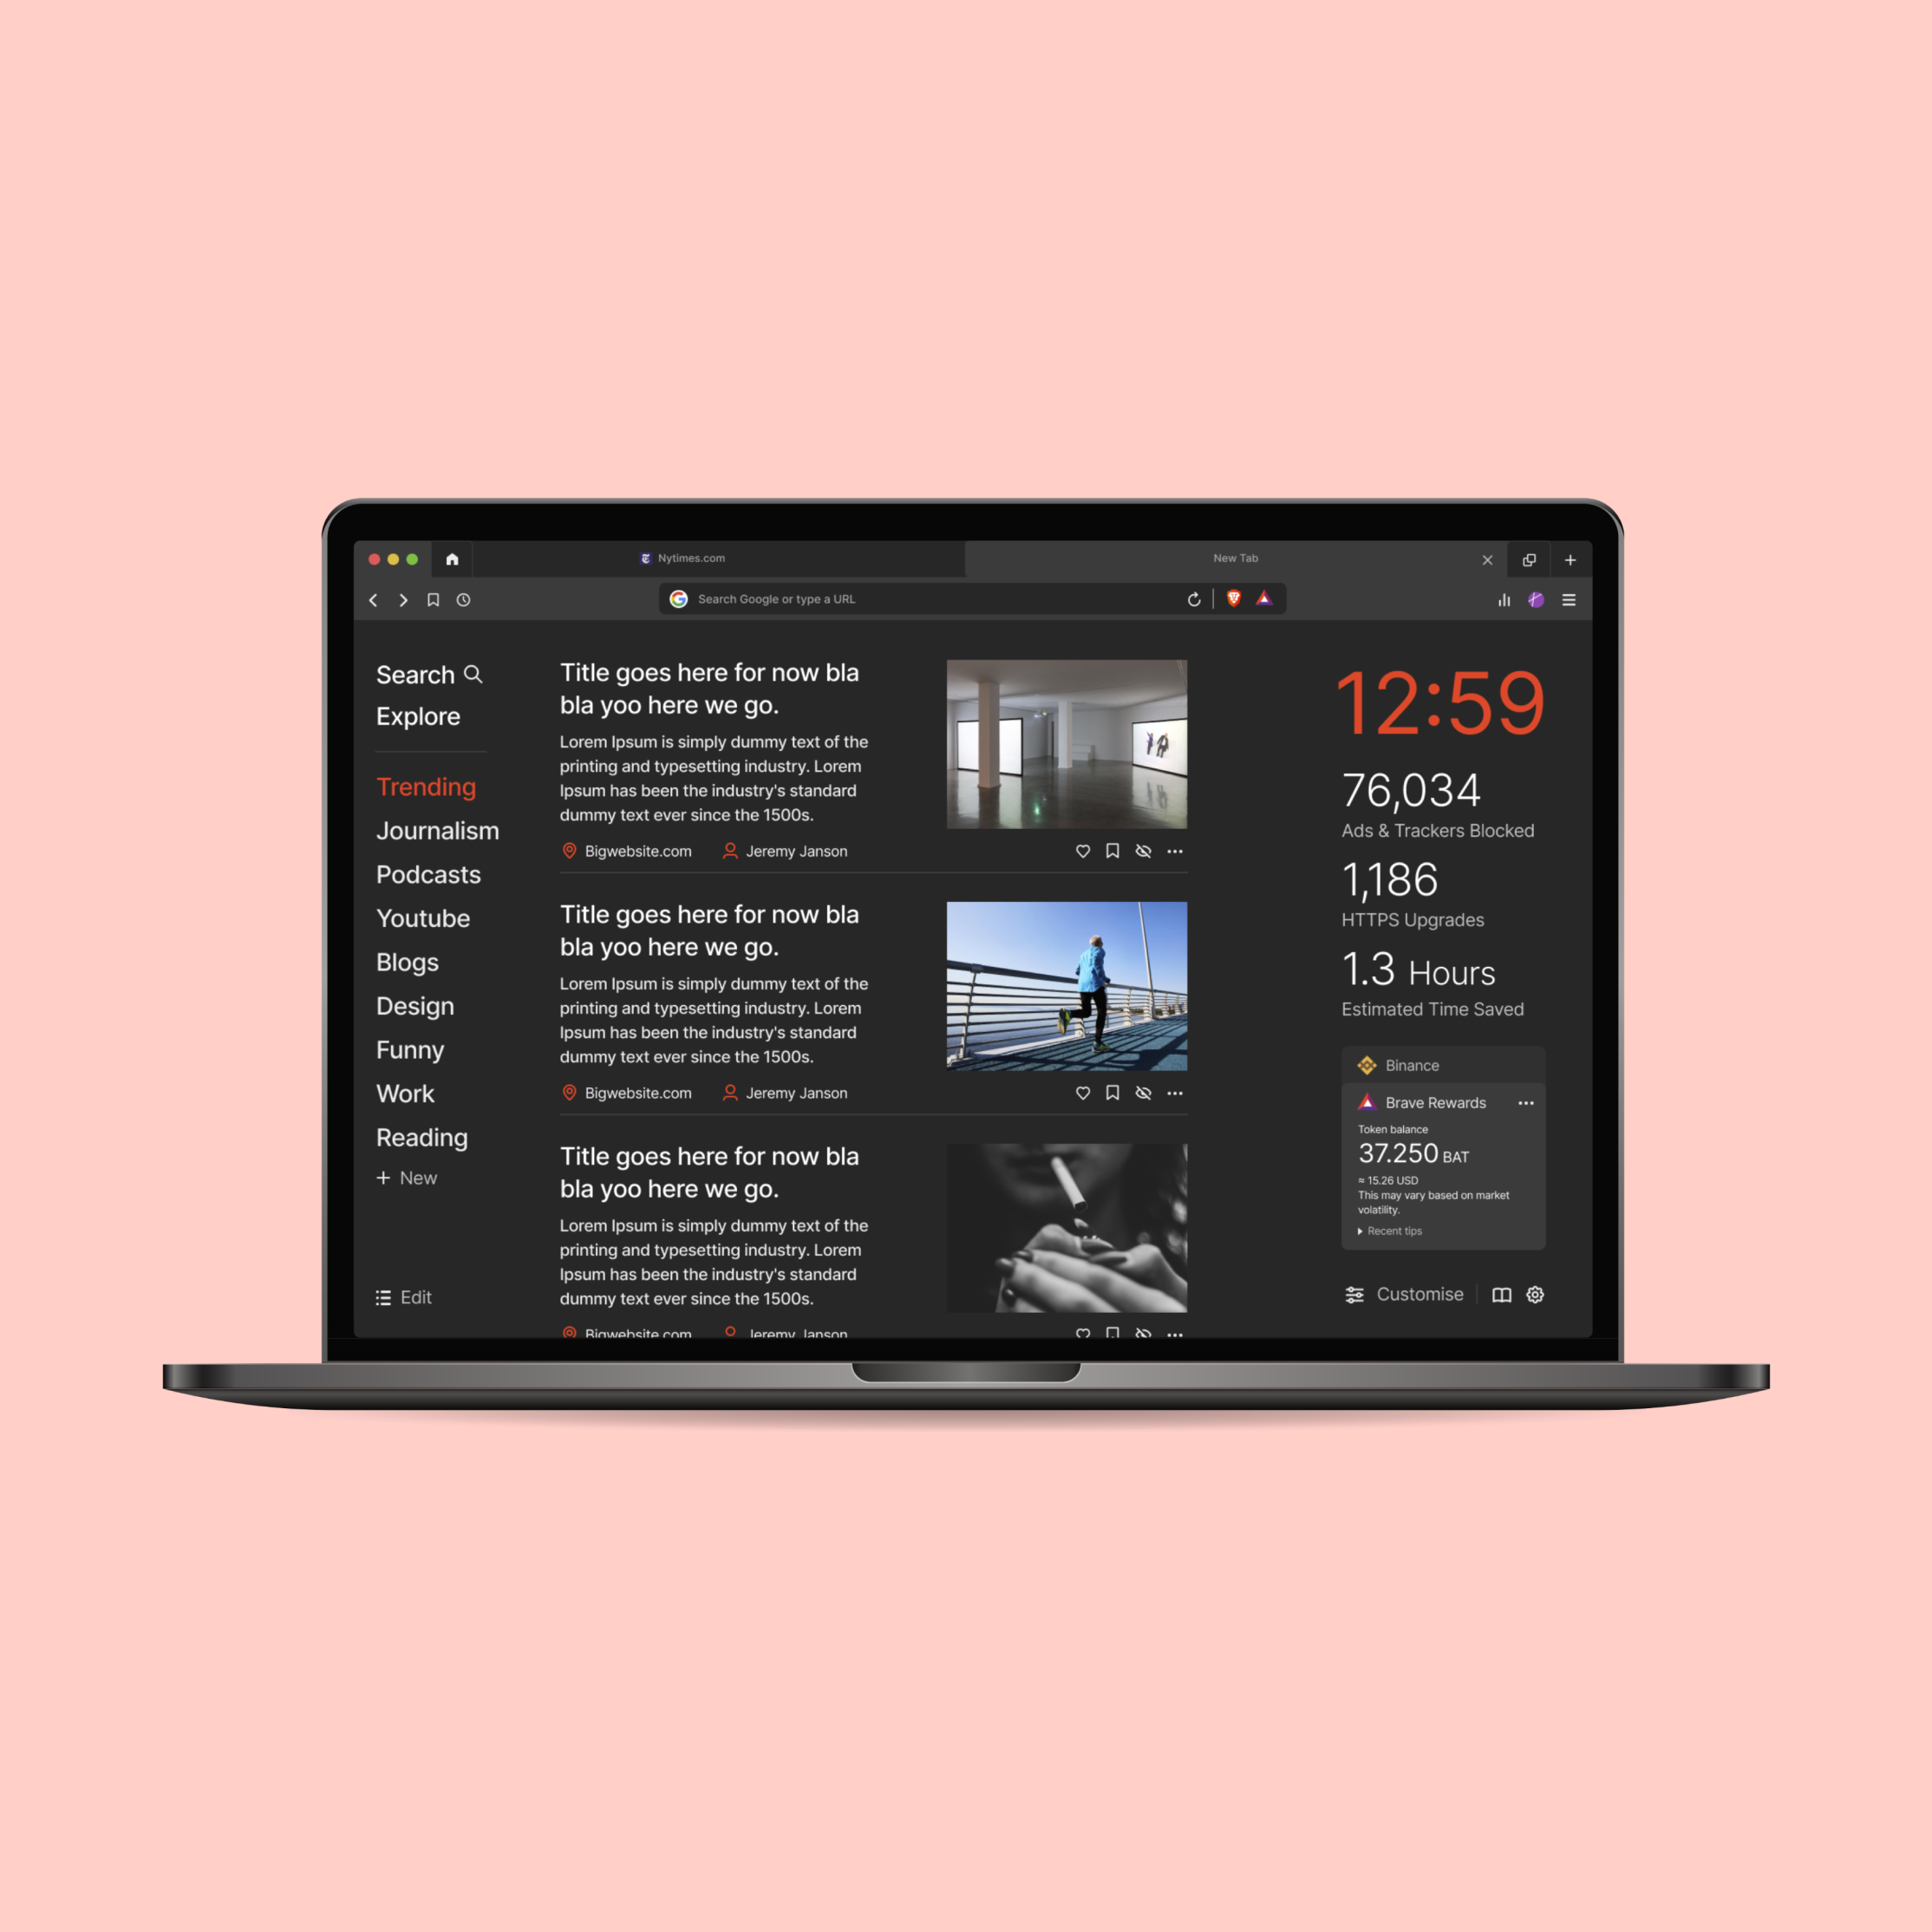 Nytimes.com
New Tab
Search Google or type a URL
Search
Explore
Trending
Journalism
Podcasts
Youtube
Blogs
Design
Funny
Work
Reading
+ New
Edit
Title goes here for now bla
bla yoo here we go.
Lorem Ipsum is simply dummy text of the
printing and typesetting industry. Lorem
Ipsum has been the industry's standard
dummy text ever since the 1500s.
Bigwebsite.com Jeremy Janson
Title goes here for now bla
bla yoo here we go.
Lorem Ipsum is simply dummy text of the
printing and typesetting industry. Lorem
Ipsum has been the industry's standard
dummy text ever since the 1500s.
Bigwebsite.com Jeremy Janson
Title goes here for now bla
bla yoo here we go.
Lorem Ipsum is simply dummy text of the
printing and typesetting industry. Lorem
Ipsum has been the industry's standard
dummy text ever since the 1500s.
Bigwebsite.com Jeremy Janson
12:59
76,034
Ads & Trackers Blocked
1,186
HTTPS Upgrades
1.3 Hours
Estimated Time Saved
Binance
Brave Rewards
Token balance
37.250 BAT
≈ 15.26 USD
This may vary based on market
volatility.
Recent tips
Customise